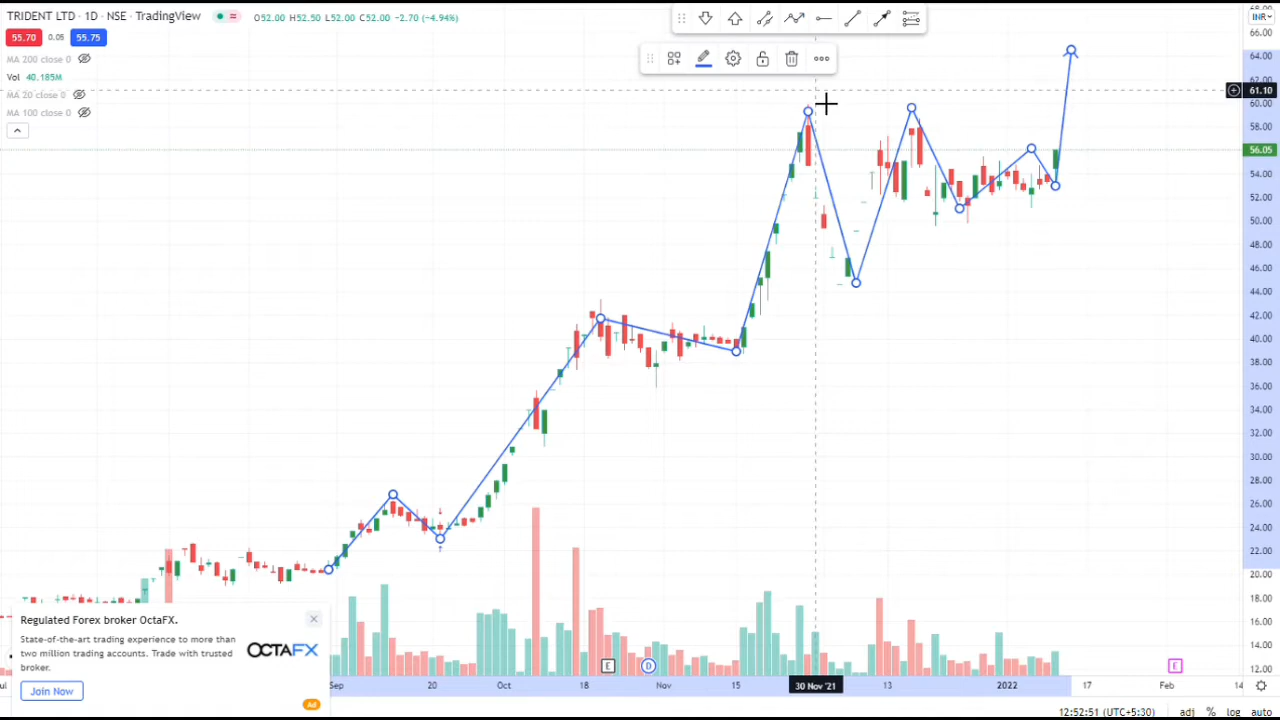 TRIDENT LTD · 1D · NSE · TradingView
O52.00 H52.50 L52.00 C52.00 -2.70 (-4.94%)
INR
55.70 0.05 55.75
MA 200 close 0
Vol 40.185M
MA 20 close 0
MA 100 close 0
66.00
64.00
62.00
61.10
60.00
58.00
56.05
54.00
52.00
50.00
48.00
46.00
44.00
42.00
40.00
38.00
36.00
34.00
32.00
30.00
28.00
26.00
24.00
22.00
20.00
18.00
16.00
14.00
12.00
Regulated Forex broker OctaFX.
State-of-the-art trading experience to more than
two million trading accounts. Trade with trusted
broker.
OCTAFX
Join Now
Ad
E D E
Sep 20 Oct 18 Nov 15 30 Nov '21 13 2022 17 Feb 14
12:52:51 (UTC+5:30) adj % log auto